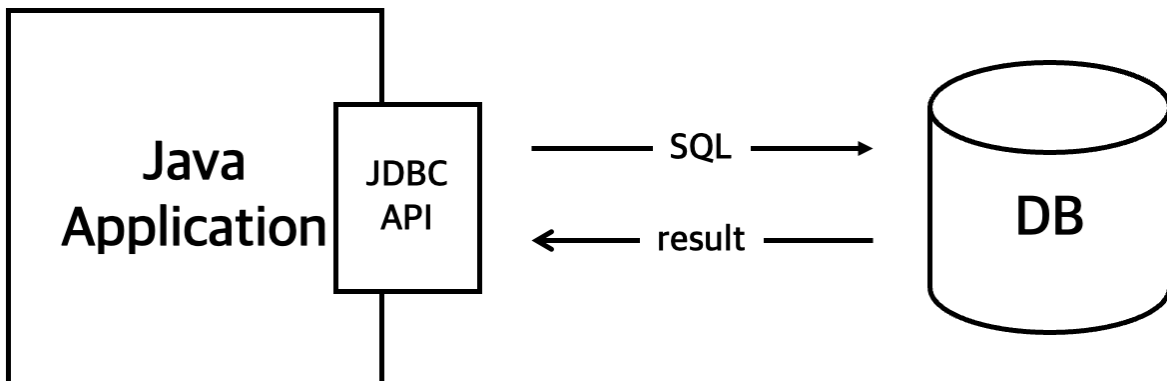 Java
Application
JDBC
API
SQL
result
DB